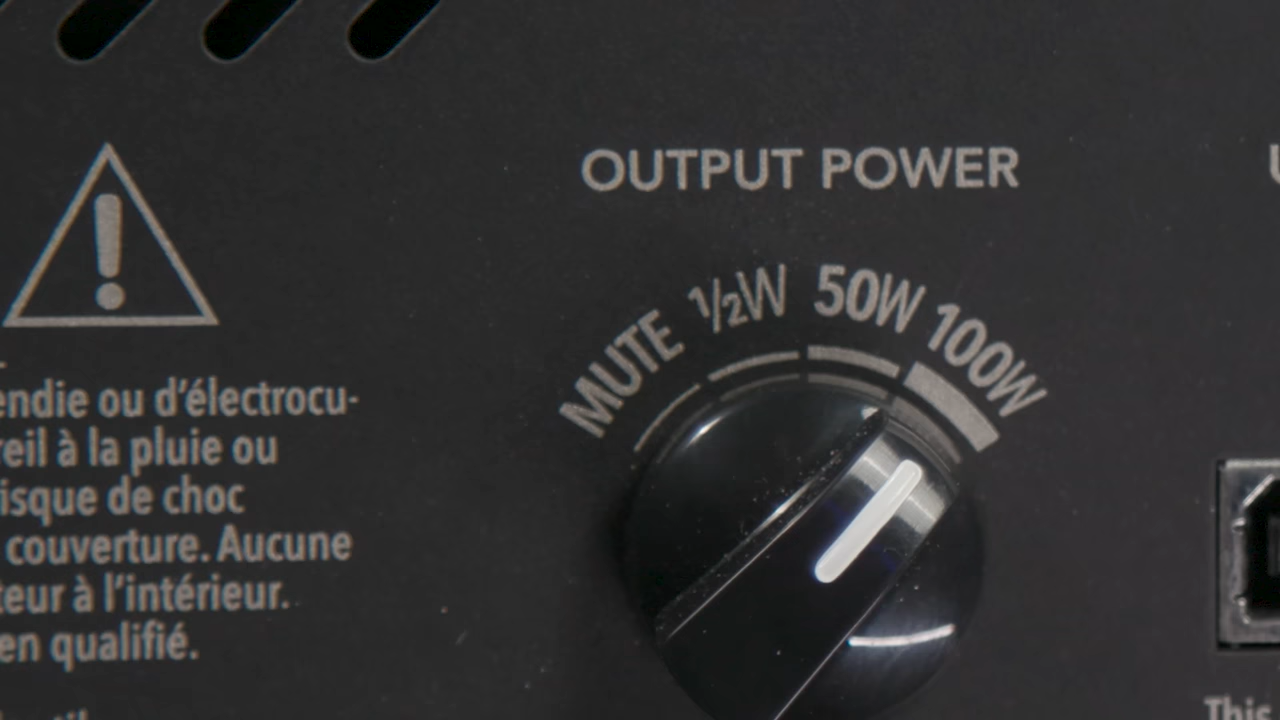 OUTPUT POWER
MUTE ½W 50W 100W
endie ou d'électrocu-
reil à la pluie ou
risque de choc
couverture. Aucune
teur à l'intérieur.
en qualifié.
This